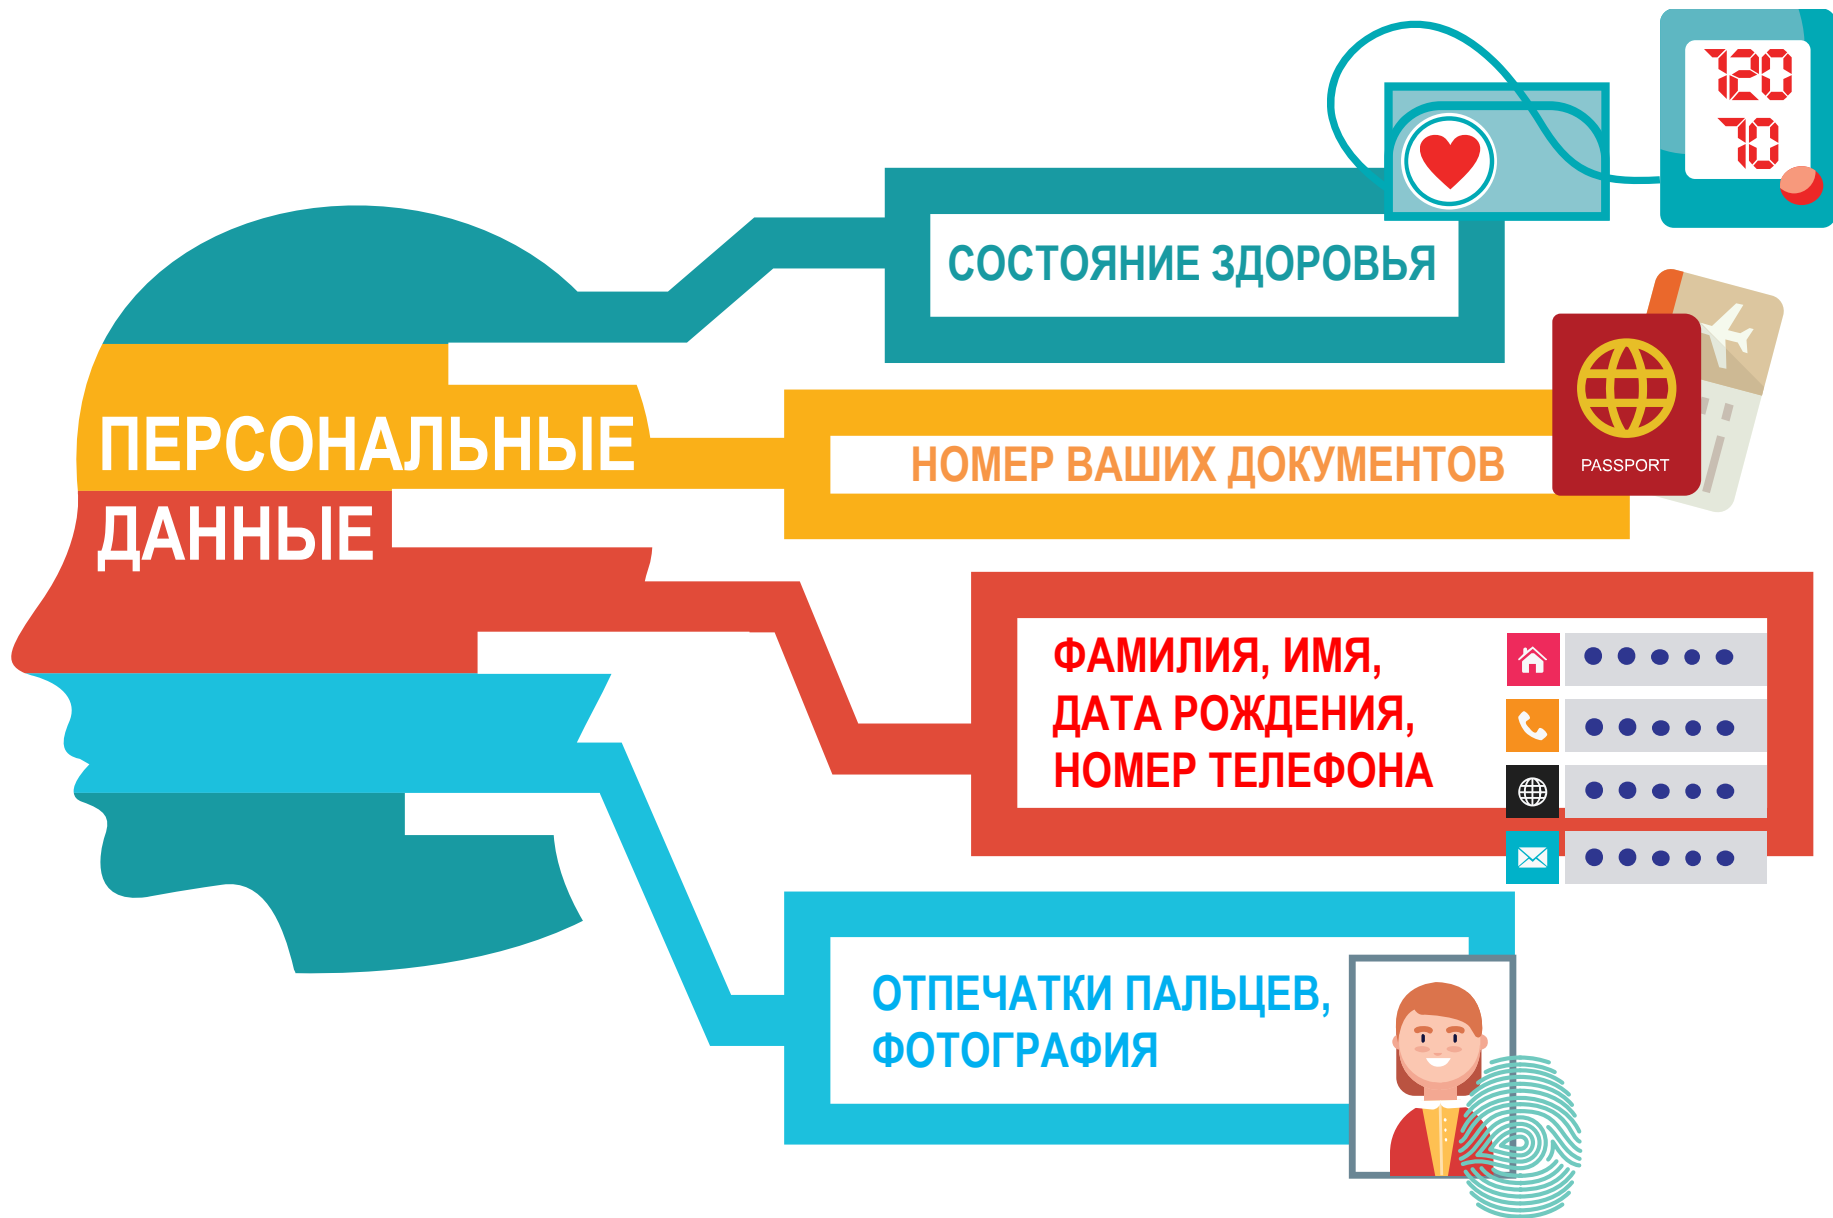 ПЕРСОНАЛЬНЫЕ
ДАННЫЕ
120
70
СОСТОЯНИЕ ЗДОРОВЬЯ
НОМЕР ВАШИХ ДОКУМЕНТОВ
PASSPORT
ФАМИЛИЯ, ИМЯ,
ДАТА РОЖДЕНИЯ,
НОМЕР ТЕЛЕФОНА
ОТПЕЧАТКИ ПАЛЬЦЕВ,
ФОТОГРАФИЯ